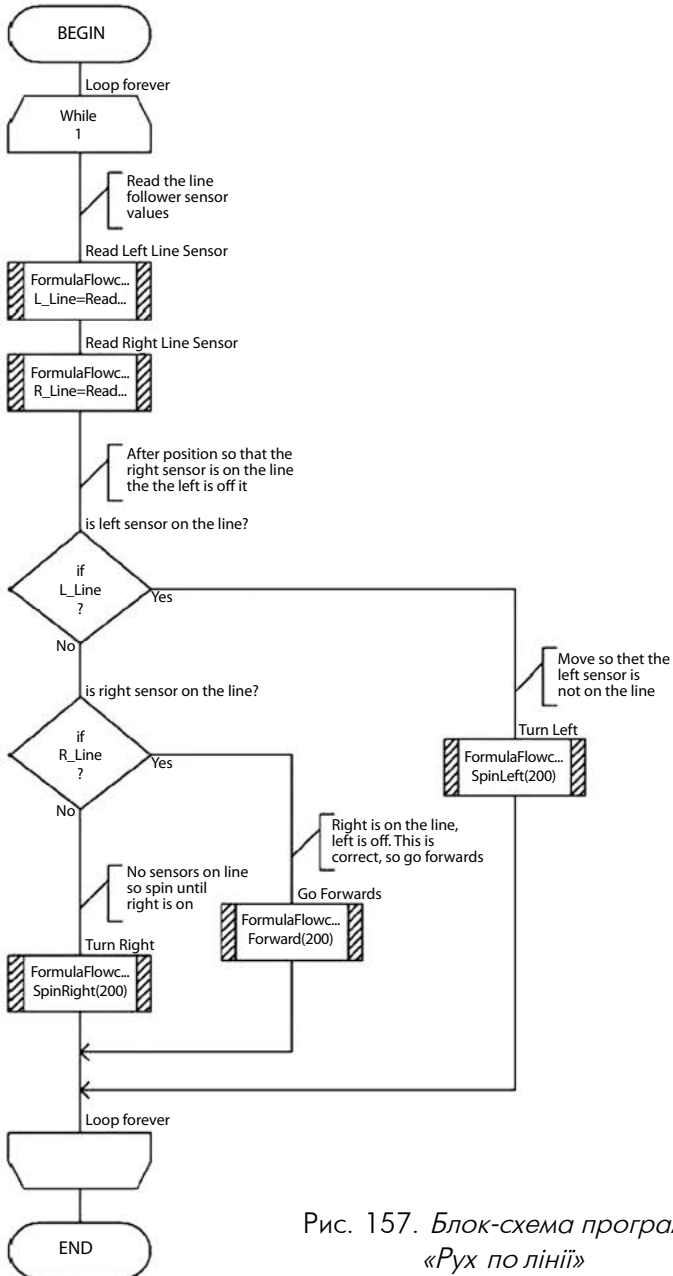 BEGIN
Loop forever
While
1
Read the line
follower sensor
values
Read Left Line Sensor
FormulaFlowc...
L_Line=Read...
Read Right Line Sensor
FormulaFlowc...
R_Line=Read...
After position so that the
right sensor is on the line
the the left is off it
is left sensor on the line?
if
L_Line
?
Yes
No
Move so thet the
left sensor is
not on the line
Turn Left
FormulaFlowc...
SpinLeft(200)
is right sensor on the line?
if
R_Line
?
Yes
No
Right is on the line,
left is off. This is
correct, so go forwards
Go Forwards
FormulaFlowc...
Forward(200)
No sensors on line
so spin until
right is on
Turn Right
FormulaFlowc...
SpinRight(200)
Loop forever
END
Рис. 157. Блок-схема програ
«Рух по лінії»